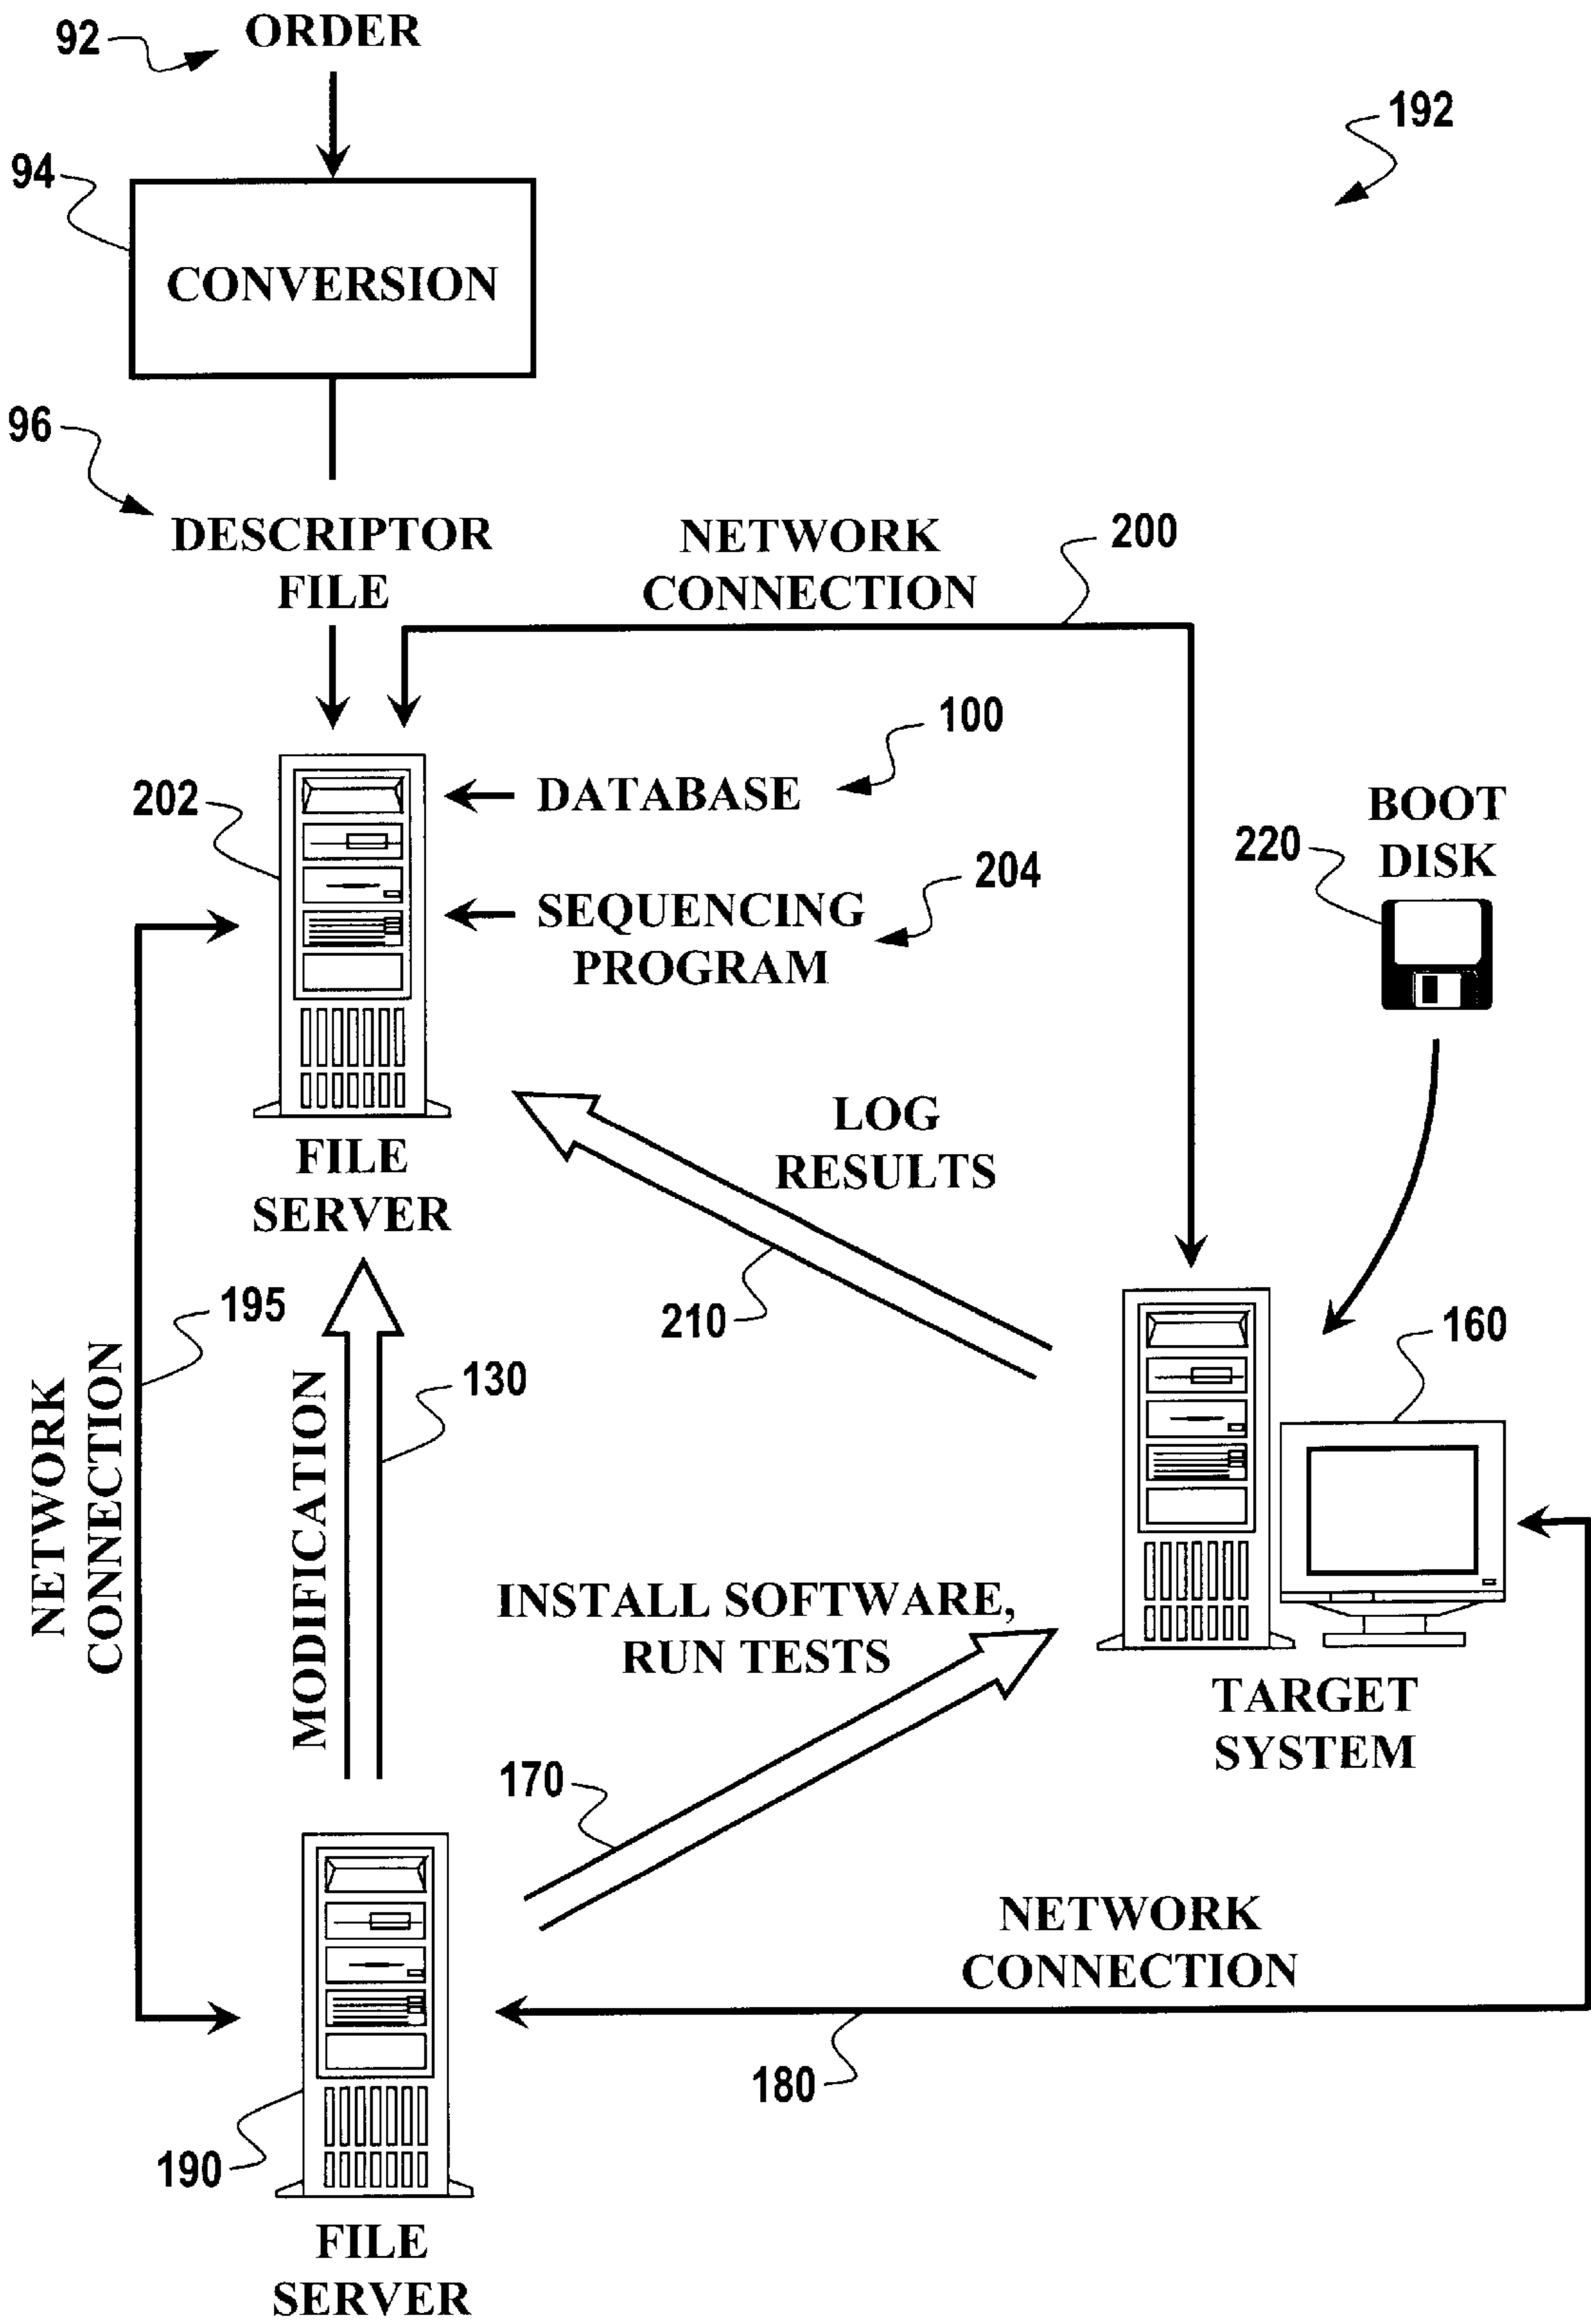 92
ORDER
192
94
CONVERSION
96
DESCRIPTOR
FILE
NETWORK
CONNECTION
200
100
202
DATABASE
204
SEQUENCING
PROGRAM
BOOT
DISK
220
LOG
RESULTS
FILE
SERVER
210
195
160
130
NETWORK
CONNECTION
MODIFICATION
INSTALL SOFTWARE,
RUN TESTS
TARGET
SYSTEM
170
NETWORK
CONNECTION
180
190
FILE
SERVER